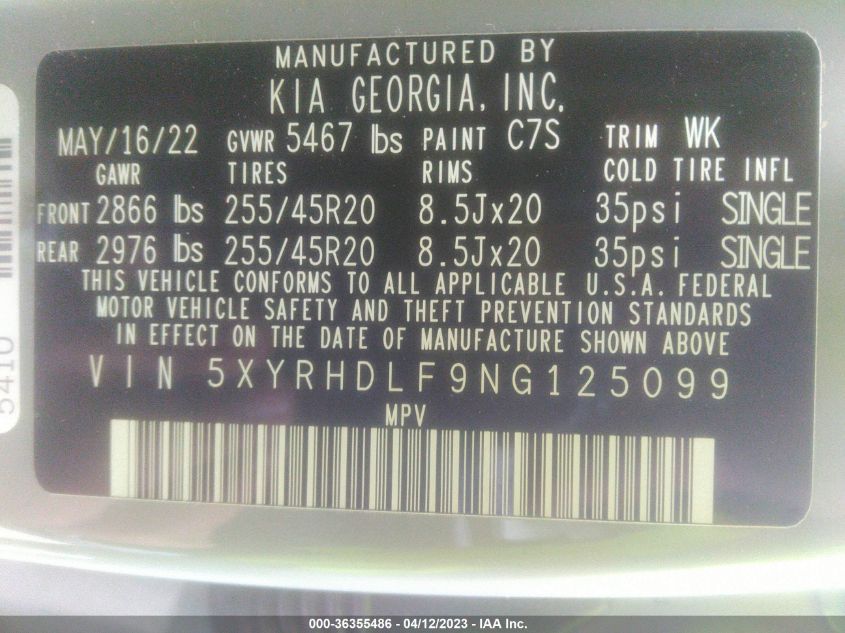 MANUFACTURED BY
KIA GEORGIA, INC.
MAY/16/22 GVWR 5467 lbs PAINT C7S TRIM WK
GAWR TIRES RIMS COLD TIRE INFL
FRONT 2866 lbs 255/45R20 8.5Jx20 35psi SINGLE
REAR 2976 lbs 255/45R20 8.5Jx20 35psi SINGLE
THIS VEHICLE CONFORMS TO ALL APPLICABLE U.S.A. FEDERAL
MOTOR VEHICLE SAFETY AND THEFT PREVENTION STANDARDS
IN EFFECT ON THE DATE OF MANUFACTURE SHOWN ABOVE
VIN 5XYRHDLF9NG125099
MPV
5410
000-36355486 - 04/12/2023 - IAA Inc.